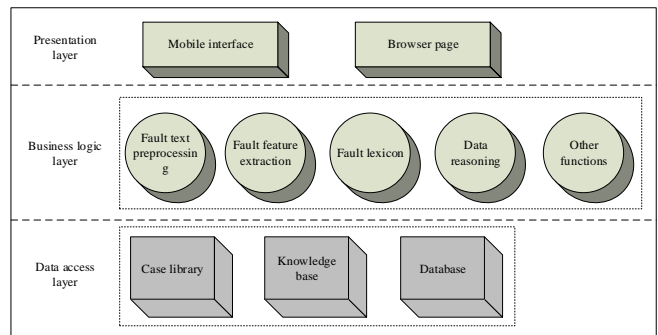 Presentation
layer
Mobile interface
Browser page
Business logic
layer
Fault text
preprocessin
g
Fault feature
extraction
Fault lexicon
Data
reasoning
Other
functions
Data access
layer
Case library
Knowledge
base
Database